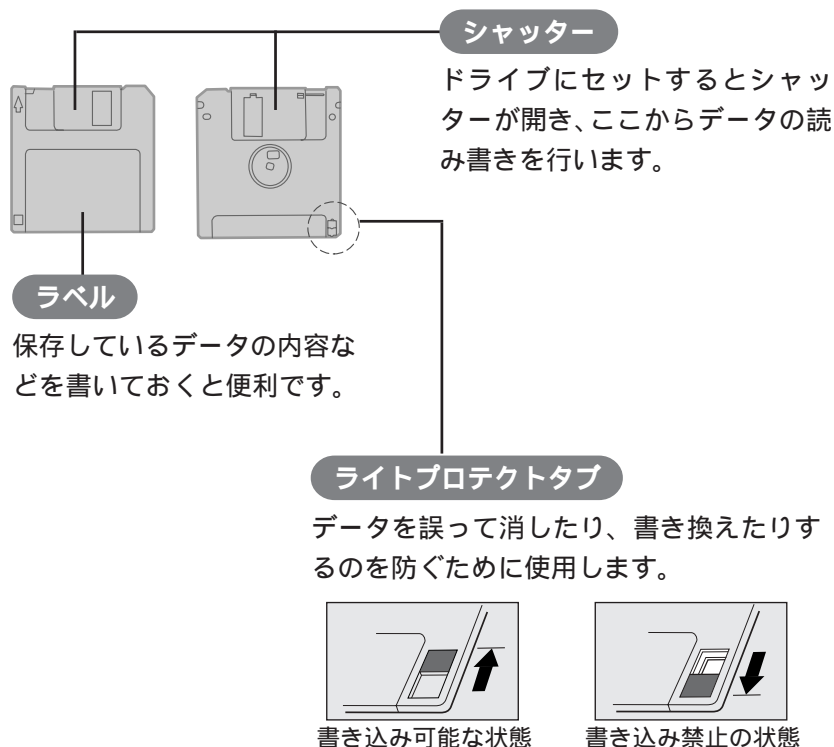 シャッター
ドライブにセットするとシャッ
ターが開き、ここからデータの読
み書きを行います。
ラベル
保存しているデータの内容な
どを書いておくと便利です。
ライトプロテクトタブ
データを誤って消したり、書き換えたりす
るのを防ぐために使用します。
書き込み可能な状態
書き込み禁止の状態